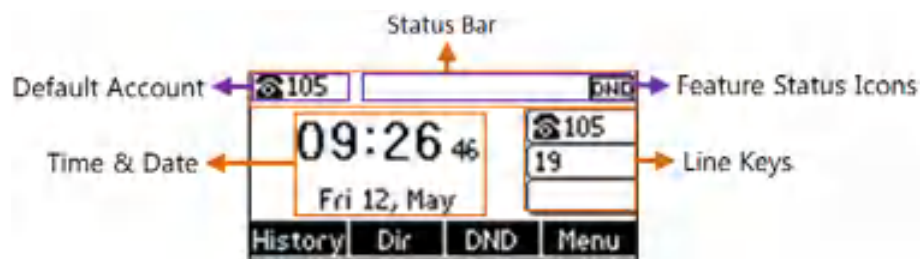 Status Bar
Default Account 105 DND Feature Status Icons
09:26 46 105
Time & Date 19 Line Keys
Fri 12, May
History Dir DND Menu